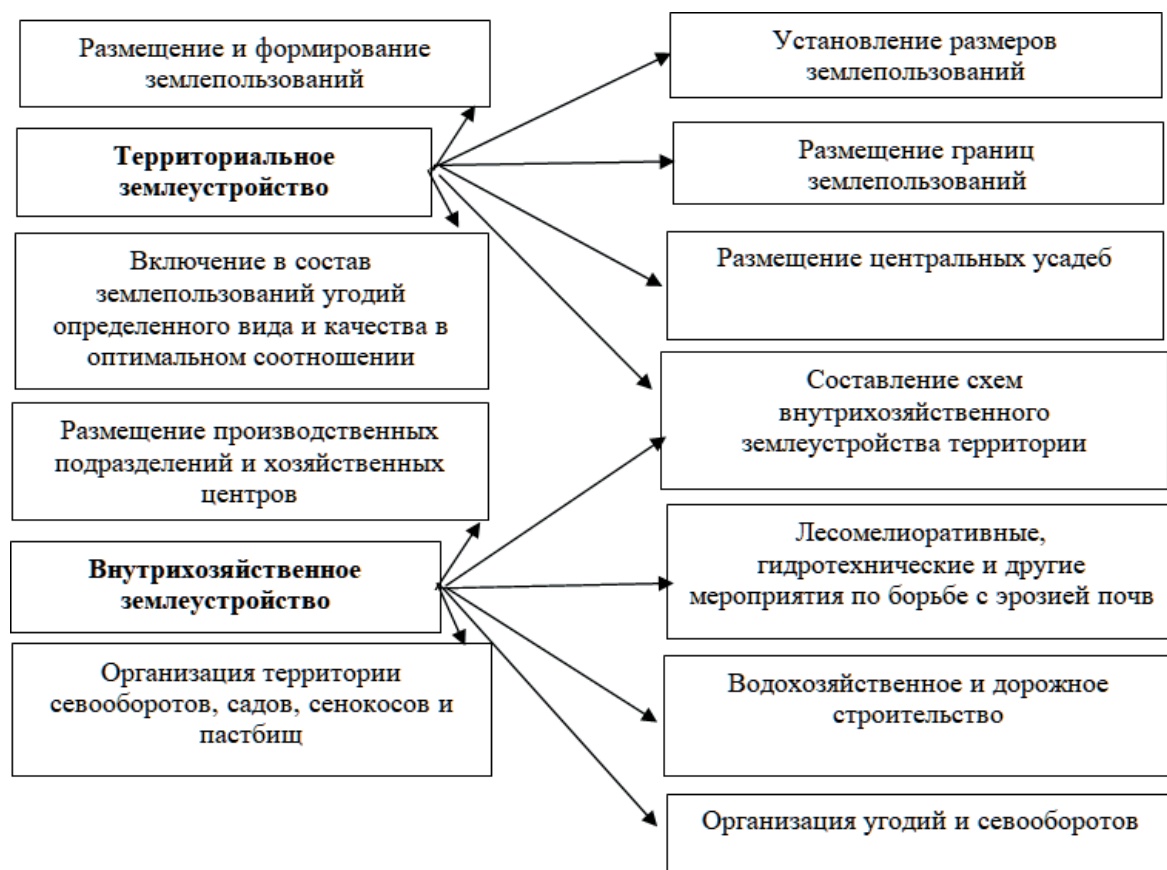 Размещение и формирование
землепользований
Территориальное
землеустройство
Включение в состав
землепользований угодий
определенного вида и качества в
оптимальном соотношении
Размещение производственных
подразделений и хозяйственных
центров
Внутрихозяйственное
землеустройство
Организация территории
севооборотов, садов, сенокосов и
пастбищ
Установление размеров
землепользований
Размещение границ
землепользований
Размещение центральных усадеб
Составление схем
внутрихозяйственного
землеустройства территории
Лесомелиоративные,
гидротехнические и другие
мероприятия по борьбе с эрозией почв
Водохозяйственное и дорожное
строительство
Организация угодий и севооборотов